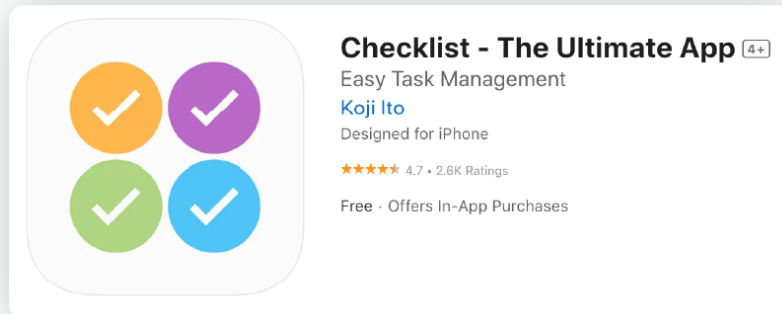 Checklist - The Ultimate App 4+
Easy Task Management
Koji Ito
Designed for iPhone
4.7 • 2.6K Ratings
Free · Offers In-App Purchases